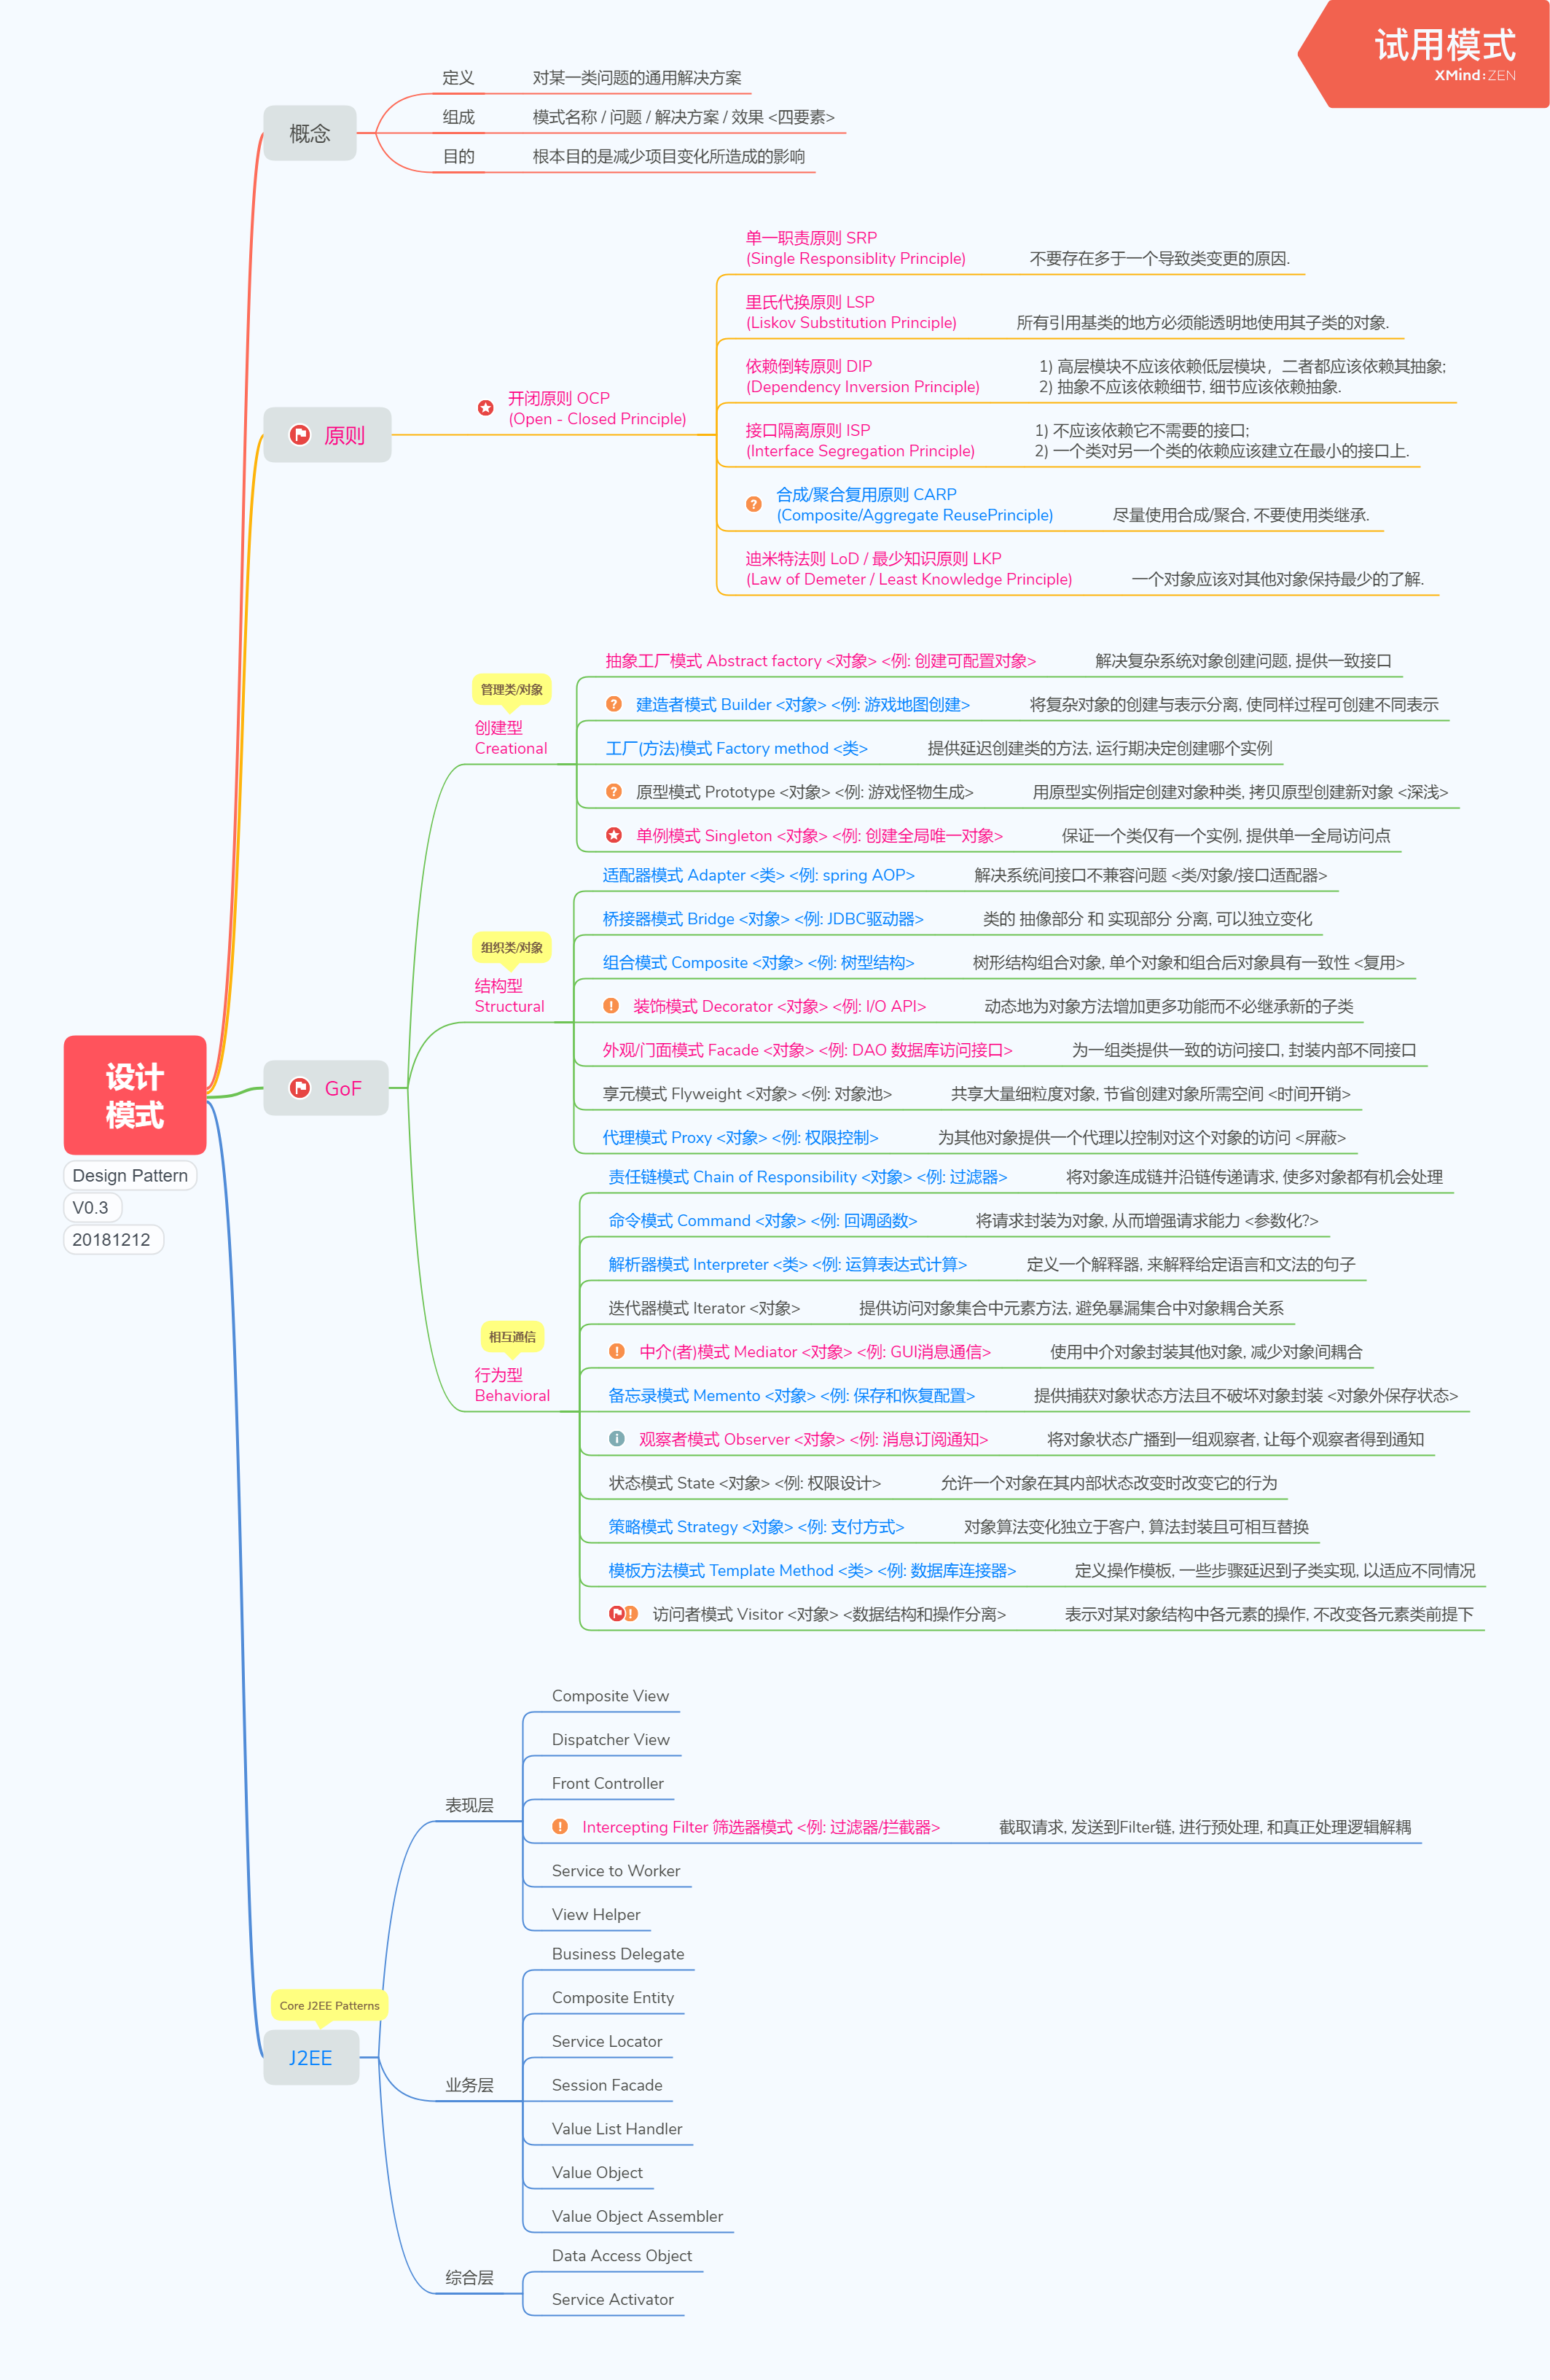 试用模式
XMind:ZEN
设计
模式
Design Pattern
V0.3
20181212
概念
定义
对某一类问题的通用解决方案
组成
模式名称 / 问题 / 解决方案 / 效果 <四要素>
目的
根本目的是减少项目变化所造成的影响
原则
开闭原则 OCP
(Open - Closed Principle)
单一职责原则 SRP
(Single Responsiblity Principle)
不要存在多于一个导致类变更的原因.
里氏代换原则 LSP
(Liskov Substitution Principle)
所有引用基类的地方必须能透明地使用其子类的对象.
依赖倒转原则 DIP
(Dependency Inversion Principle)
1) 高层模块不应该依赖低层模块，二者都应该依赖其抽象;
2) 抽象不应该依赖细节, 细节应该依赖抽象.
接口隔离原则 ISP
(Interface Segregation Principle)
1) 不应该依赖它不需要的接口;
2) 一个类对另一个类的依赖应该建立在最小的接口上.
合成/聚合复用原则 CARP
(Composite/Aggregate ReusePrinciple)
尽量使用合成/聚合, 不要使用类继承.
迪米特法则 LoD / 最少知识原则 LKP
(Law of Demeter / Least Knowledge Principle)
一个对象应该对其他对象保持最少的了解.
GoF
管理类/对象
创建型
Creational
抽象工厂模式 Abstract factory <对象> <例: 创建可配置对象>
解决复杂系统对象创建问题, 提供一致接口
建造者模式 Builder <对象> <例: 游戏地图创建>
将复杂对象的创建与表示分离, 使同样过程可创建不同表示
工厂(方法)模式 Factory method <类>
提供延迟创建类的方法, 运行期决定创建哪个实例
原型模式 Prototype <对象> <例: 游戏怪物生成>
用原型实例指定创建对象种类, 拷贝原型创建新对象 <深浅>
单例模式 Singleton <对象> <例: 创建全局唯一对象>
保证一个类仅有一个实例, 提供单一全局访问点
组织类/对象
结构型
Structural
适配器模式 Adapter <类> <例: spring AOP>
解决系统间接口不兼容问题 <类/对象/接口适配器>
桥接器模式 Bridge <对象> <例: JDBC驱动器>
类的 抽像部分 和 实现部分 分离, 可以独立变化
组合模式 Composite <对象> <例: 树型结构>
树形结构组合对象, 单个对象和组合后对象具有一致性 <复用>
装饰模式 Decorator <对象> <例: I/O API>
动态地为对象方法增加更多功能而不必继承新的子类
外观/门面模式 Facade <对象> <例: DAO 数据库访问接口>
为一组类提供一致的访问接口, 封装内部不同接口
享元模式 Flyweight <对象> <例: 对象池>
共享大量细粒度对象, 节省创建对象所需空间 <时间开销>
代理模式 Proxy <对象> <例: 权限控制>
为其他对象提供一个代理以控制对这个对象的访问 <屏蔽>
相互通信
行为型
Behavioral
责任链模式 Chain of Responsibility <对象> <例: 过滤器>
将对象连成链并沿链传递请求, 使多对象都有机会处理
命令模式 Command <对象> <例: 回调函数>
将请求封装为对象, 从而增强请求能力 <参数化?>
解析器模式 Interpreter <类> <例: 运算表达式计算>
定义一个解释器, 来解释给定语言和文法的句子
迭代器模式 Iterator <对象>
提供访问对象集合中元素方法, 避免暴漏集合中对象耦合关系
中介(者)模式 Mediator <对象> <例: GUI消息通信>
使用中介对象封装其他对象, 减少对象间耦合
备忘录模式 Memento <对象> <例: 保存和恢复配置>
提供捕获对象状态方法且不破坏对象封装 <对象外保存状态>
观察者模式 Observer <对象> <例: 消息订阅通知>
将对象状态广播到一组观察者, 让每个观察者得到通知
状态模式 State <对象> <例: 权限设计>
允许一个对象在其内部状态改变时改变它的行为
策略模式 Strategy <对象> <例: 支付方式>
对象算法变化独立于客户, 算法封装且可相互替换
模板方法模式 Template Method <类> <例: 数据库连接器>
定义操作模板, 一些步骤延迟到子类实现, 以适应不同情况
访问者模式 Visitor <对象> <数据结构和操作分离>
表示对某对象结构中各元素的操作, 不改变各元素类前提下
Core J2EE Patterns
J2EE
表现层
Composite View
Dispatcher View
Front Controller
Intercepting Filter 筛选器模式 <例: 过滤器/拦截器>
截取请求, 发送到Filter链, 进行预处理, 和真正处理逻辑解耦
Service to Worker
View Helper
业务层
Business Delegate
Composite Entity
Service Locator
Session Facade
Value List Handler
Value Object
Value Object Assembler
综合层
Data Access Object
Service Activator